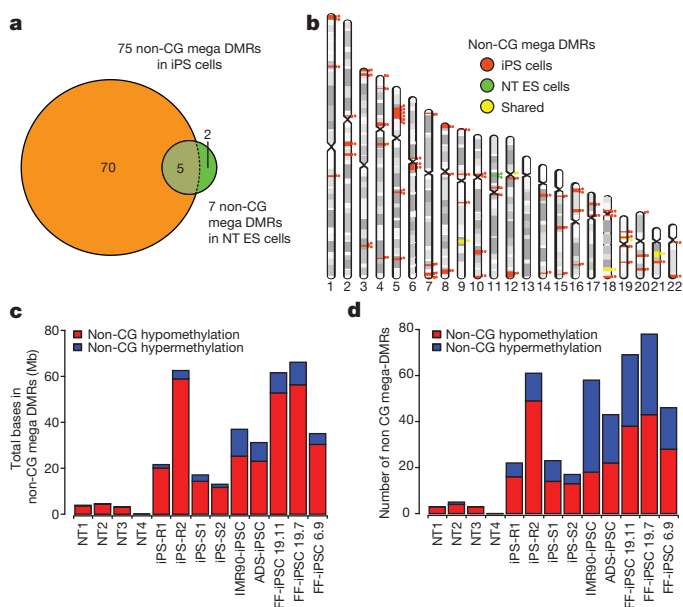 a
75 non-CG mega DMRs
in iPS cells
70
5
2
7 non-CG
mega DMRs
in NT ES cells
b
Non-CG mega DMRs
iPS cells
NT ES cells
Shared
1 2 3 4 5 6 7 8 9 10 11 12 13 14 15 16 17 18 19 20 21 22
c
Non-CG hypomethylation
Non-CG hypermethylation
Total bases in
non-CG mega DMRs (Mb)
80
60
40
20
0
NT1
NT2
NT3
NT4
iPS-R1
iPS-R2
iPS-S1
iPS-S2
IMR90-iPSC
ADS-iPSC
FF-iPSC 19.11
FF-iPSC 19.7
FF-iPSC 6.9
d
Non-CG hypomethylation
Non-CG hypermethylation
Number of non CG mega-DMRs
80
60
40
20
0
NT1
NT2
NT3
NT4
iPS-R1
iPS-R2
iPS-S1
iPS-S2
IMR90-iPSC
ADS-iPSC
FF-iPSC 19.11
FF-iPSC 19.7
FF-iPSC 6.9